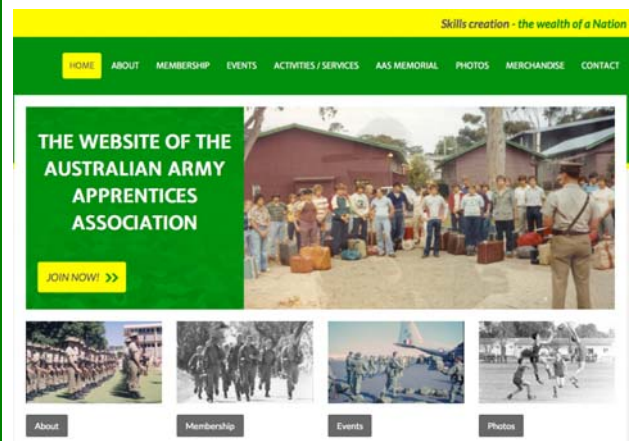 Skills creation - the wealth of a Nation
HOME ABOUT MEMBERSHIP EVENTS ACTIVITIES / SERVICES AAS MEMORIAL PHOTOS MERCHANDISE CONTACT
THE WEBSITE OF THE
AUSTRALIAN ARMY
APPRENTICES
ASSOCIATION
JOIN NOW! >>
About Membership Events Photos